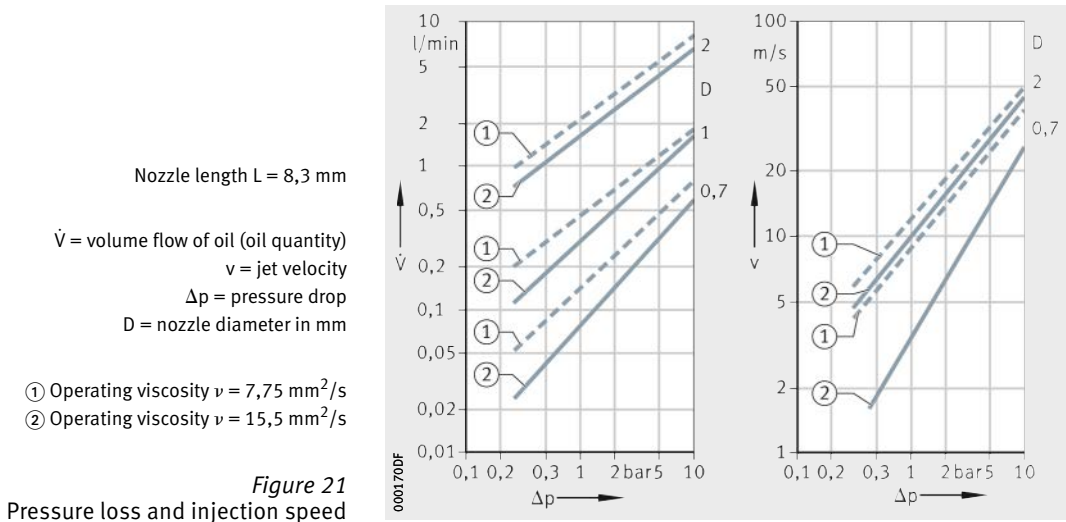 Nozzle length L = 8,3 mm
V̇ = volume flow of oil (oil quantity)
v = jet velocity
Δp = pressure drop
D = nozzle diameter in mm
① Operating viscosity ν = 7,75 mm²/s
② Operating viscosity ν = 15,5 mm²/s
Figure 21
Pressure loss and injection speed
10
l/min
5
2
1
0,5
0,2
0,1
0,05
0,02
0,01
V̇
0,1 0,2 0,3 1 2 bar 5 10
Δp
2
D
1
0,7
①
②
①
②
①
②
000170DF
100
m/s
50
20
10
5
2
1
v
0,1 0,2 0,3 1 2 bar 5 10
Δp
D
2
0,7
①
②
①
②